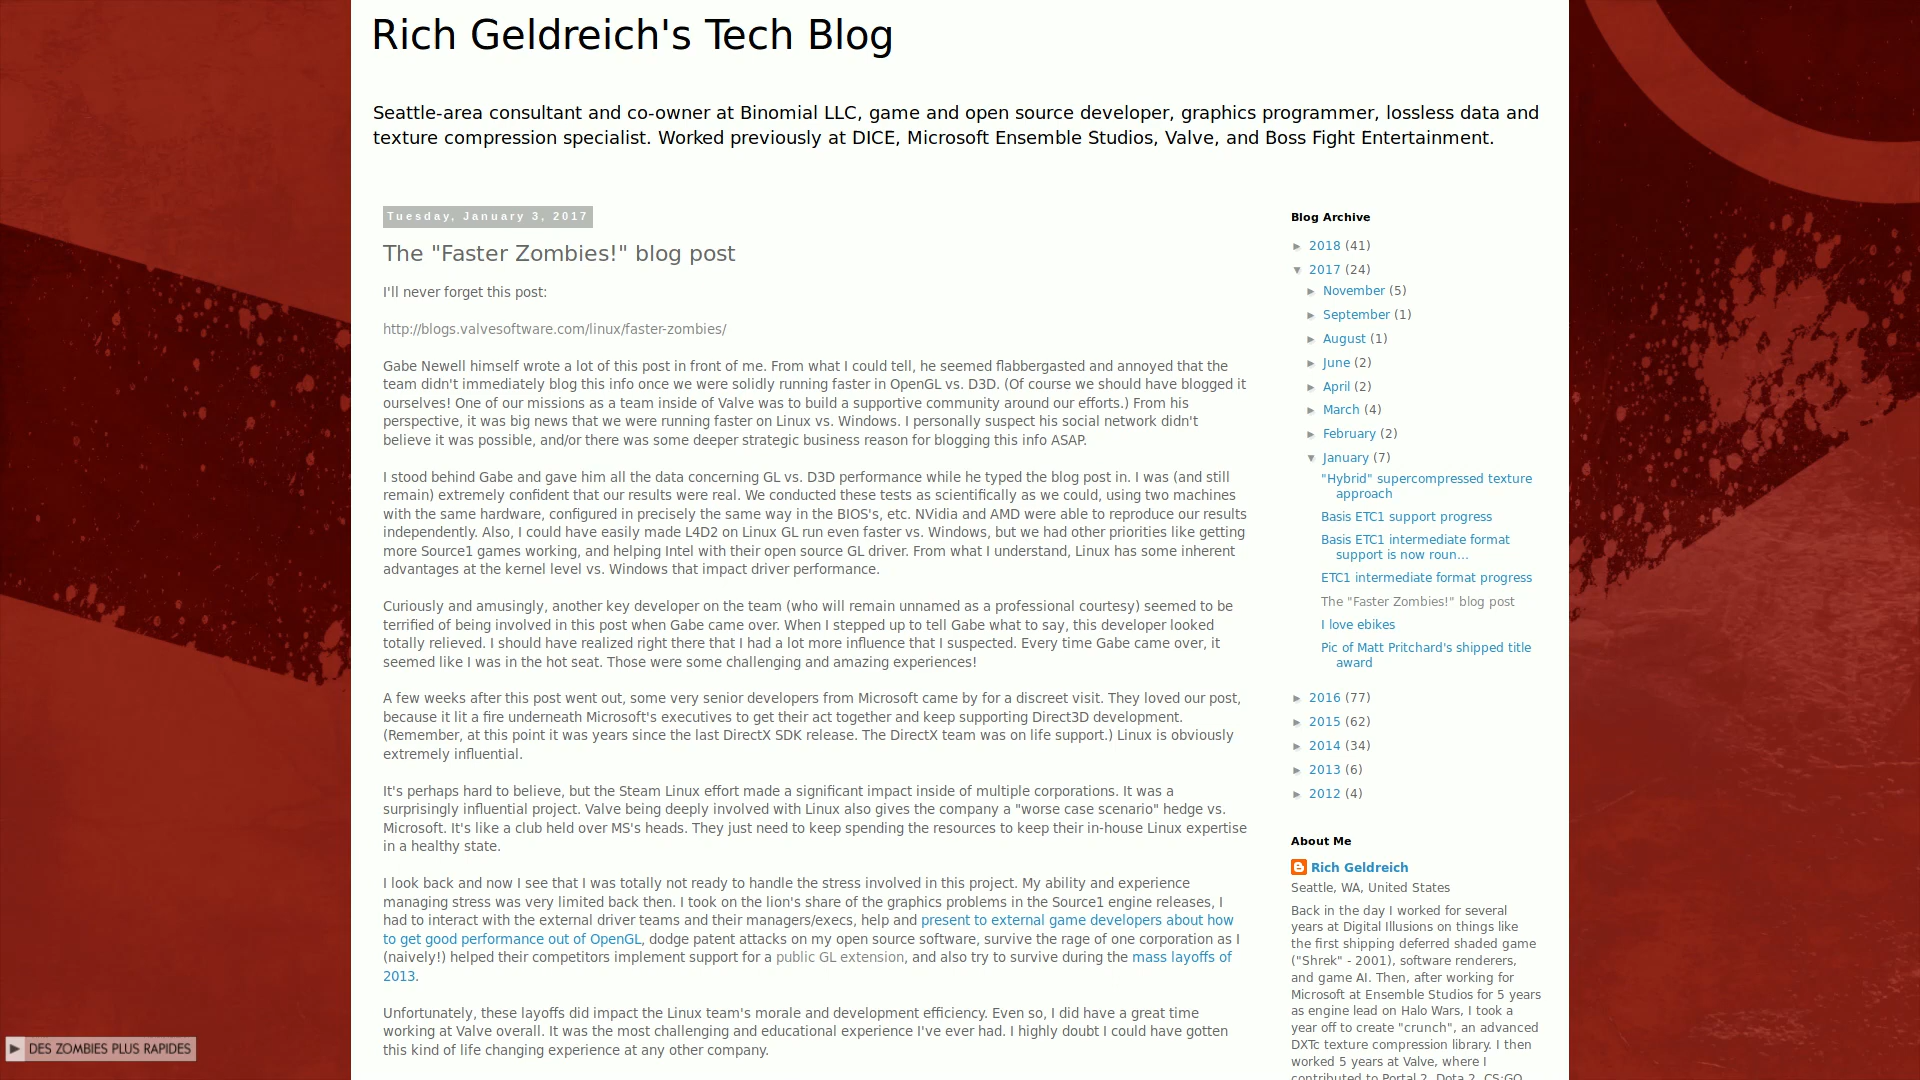 Rich Geldreich's Tech Blog
Seattle-area consultant and co-owner at Binomial LLC, game and open source developer, graphics programmer, lossless data and
texture compression specialist. Worked previously at DICE, Microsoft Ensemble Studios, Valve, and Boss Fight Entertainment.
Tuesday, January 3, 2017
The "Faster Zombies!" blog post
I'll never forget this post:
http://blogs.valvesoftware.com/linux/faster-zombies/
Gabe Newell himself wrote a lot of this post in front of me. From what I could tell, he seemed flabbergasted and annoyed that the
team didn't immediately blog this info once we were solidly running faster in OpenGL vs. D3D. (Of course we should have blogged it
ourselves! One of our missions as a team inside of Valve was to build a supportive community around our efforts.) From his
perspective, it was big news that we were running faster on Linux vs. Windows. I personally suspect his social network didn't
believe it was possible, and/or there was some deeper strategic business reason for blogging this info ASAP.
I stood behind Gabe and gave him all the data concerning GL vs. D3D performance while he typed the blog post in. I was (and still
remain) extremely confident that our results were real. We conducted these tests as scientifically as we could, using two machines
with the same hardware, configured in precisely the same way in the BIOS's, etc. NVidia and AMD were able to reproduce our results
independently. Also, I could have easily made L4D2 on Linux GL run even faster vs. Windows, but we had other priorities like getting
more Source1 games working, and helping Intel with their open source GL driver. From what I understand, Linux has some inherent
advantages at the kernel level vs. Windows that impact driver performance.
Curiously and amusingly, another key developer on the team (who will remain unnamed as a professional courtesy) seemed to be
terrified of being involved in this post when Gabe came over. When I stepped up to tell Gabe what to say, this developer looked
totally relieved. I should have realized right there that I had a lot more influence that I suspected. Every time Gabe came over, it
seemed like I was in the hot seat. Those were some challenging and amazing experiences!
A few weeks after this post went out, some very senior developers from Microsoft came by for a discreet visit. They loved our post,
because it lit a fire underneath Microsoft's executives to get their act together and keep supporting Direct3D development.
(Remember, at this point it was years since the last DirectX SDK release. The DirectX team was on life support.) Linux is obviously
extremely influential.
It's perhaps hard to believe, but the Steam Linux effort made a significant impact inside of multiple corporations. It was a
surprisingly influential project. Valve being deeply involved with Linux also gives the company a "worse case scenario" hedge vs.
Microsoft. It's like a club held over MS's heads. They just need to keep spending the resources to keep their in-house Linux expertise
in a healthy state.
I look back and now I see that I was totally not ready to handle the stress involved in this project. My ability and experience
managing stress was very limited back then. I took on the lion's share of the graphics problems in the Source1 engine releases, I
had to interact with the external driver teams and their managers/execs, help and present to external game developers about how
to get good performance out of OpenGL, dodge patent attacks on my open source software, survive the rage of one corporation as I
(naively!) helped their competitors implement support for a public GL extension, and also try to survive during the mass layoffs of
2013.
Unfortunately, these layoffs did impact the Linux team's morale and development efficiency. Even so, I did have a great time
working at Valve overall. It was the most challenging and educational experience I've ever had. I highly doubt I could have gotten
this kind of life changing experience at any other company.
Blog Archive
► 2018 (41)
▼ 2017 (24)
► November (5)
► September (1)
► August (1)
► June (2)
► April (2)
► March (4)
► February (2)
▼ January (7)
"Hybrid" supercompressed texture
approach
Basis ETC1 support progress
Basis ETC1 intermediate format
support is now roun...
ETC1 intermediate format progress
The "Faster Zombies!" blog post
I love ebikes
Pic of Matt Pritchard's shipped title
award
► 2016 (77)
► 2015 (62)
► 2014 (34)
► 2013 (6)
► 2012 (4)
About Me
Rich Geldreich
Seattle, WA, United States
Back in the day I worked for several
years at Digital Illusions on things like
the first shipping deferred shaded game
("Shrek" - 2001), software renderers,
and game AI. Then, after working for
Microsoft at Ensemble Studios for 5 years
as engine lead on Halo Wars, I took a
year off to create "crunch", an advanced
DXTc texture compression library. I then
worked 5 years at Valve, where I
contributed to Portal 2, Dota 2, CS:GO,
DES ZOMBIES PLUS RAPIDES